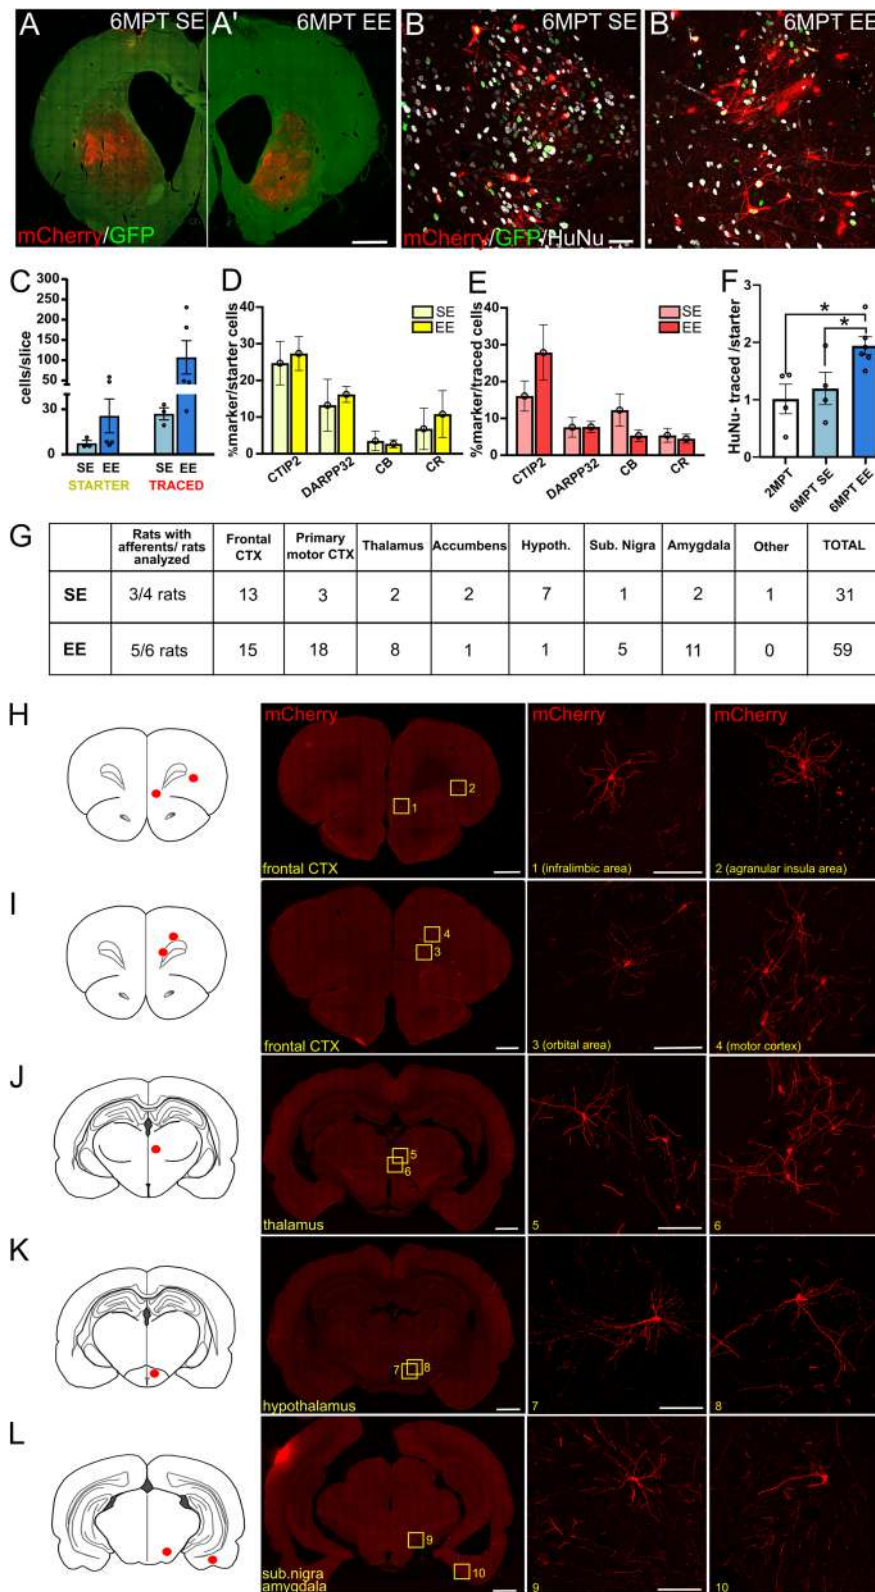 A 6MPT SE A' 6MPT EE B 6MPT SE B' 6MPT EE
mCherry/GFP mCherry/GFP/HuNu
C
cells/slice
300
250
200
150
100
50
30
0
SE EE SE EE
STARTER TRACED
D
%marker/starter cells
40
30
20
10
0
SE
EE
CTIP2 DARPP32 CB CR
E
%marker/traced cells
40
30
20
10
0
SE
EE
CTIP2 DARPP32 CB CR
F
HuNu- traced /starter
3
2
1
0
* *
2MPT 6MPT SE 6MPT EE
G
Rats with afferents/ rats analyzed Frontal CTX Primary motor CTX Thalamus Accumbens Hypoth. Sub. Nigra Amygdala Other TOTAL
SE 3/4 rats 13 3 2 2 7 1 2 1 31
EE 5/6 rats 15 18 8 1 1 5 11 0 59
H
mCherry mCherry mCherry
1 2
frontal CTX 1 (infralimbic area) 2 (agranular insula area)
I
4
3
frontal CTX 3 (orbital area) 4 (motor cortex)
J
5
6
thalamus 5 6
K
7 8
hypothalamus 7 8
L
9
10
sub.nigra
amygdala 9 10